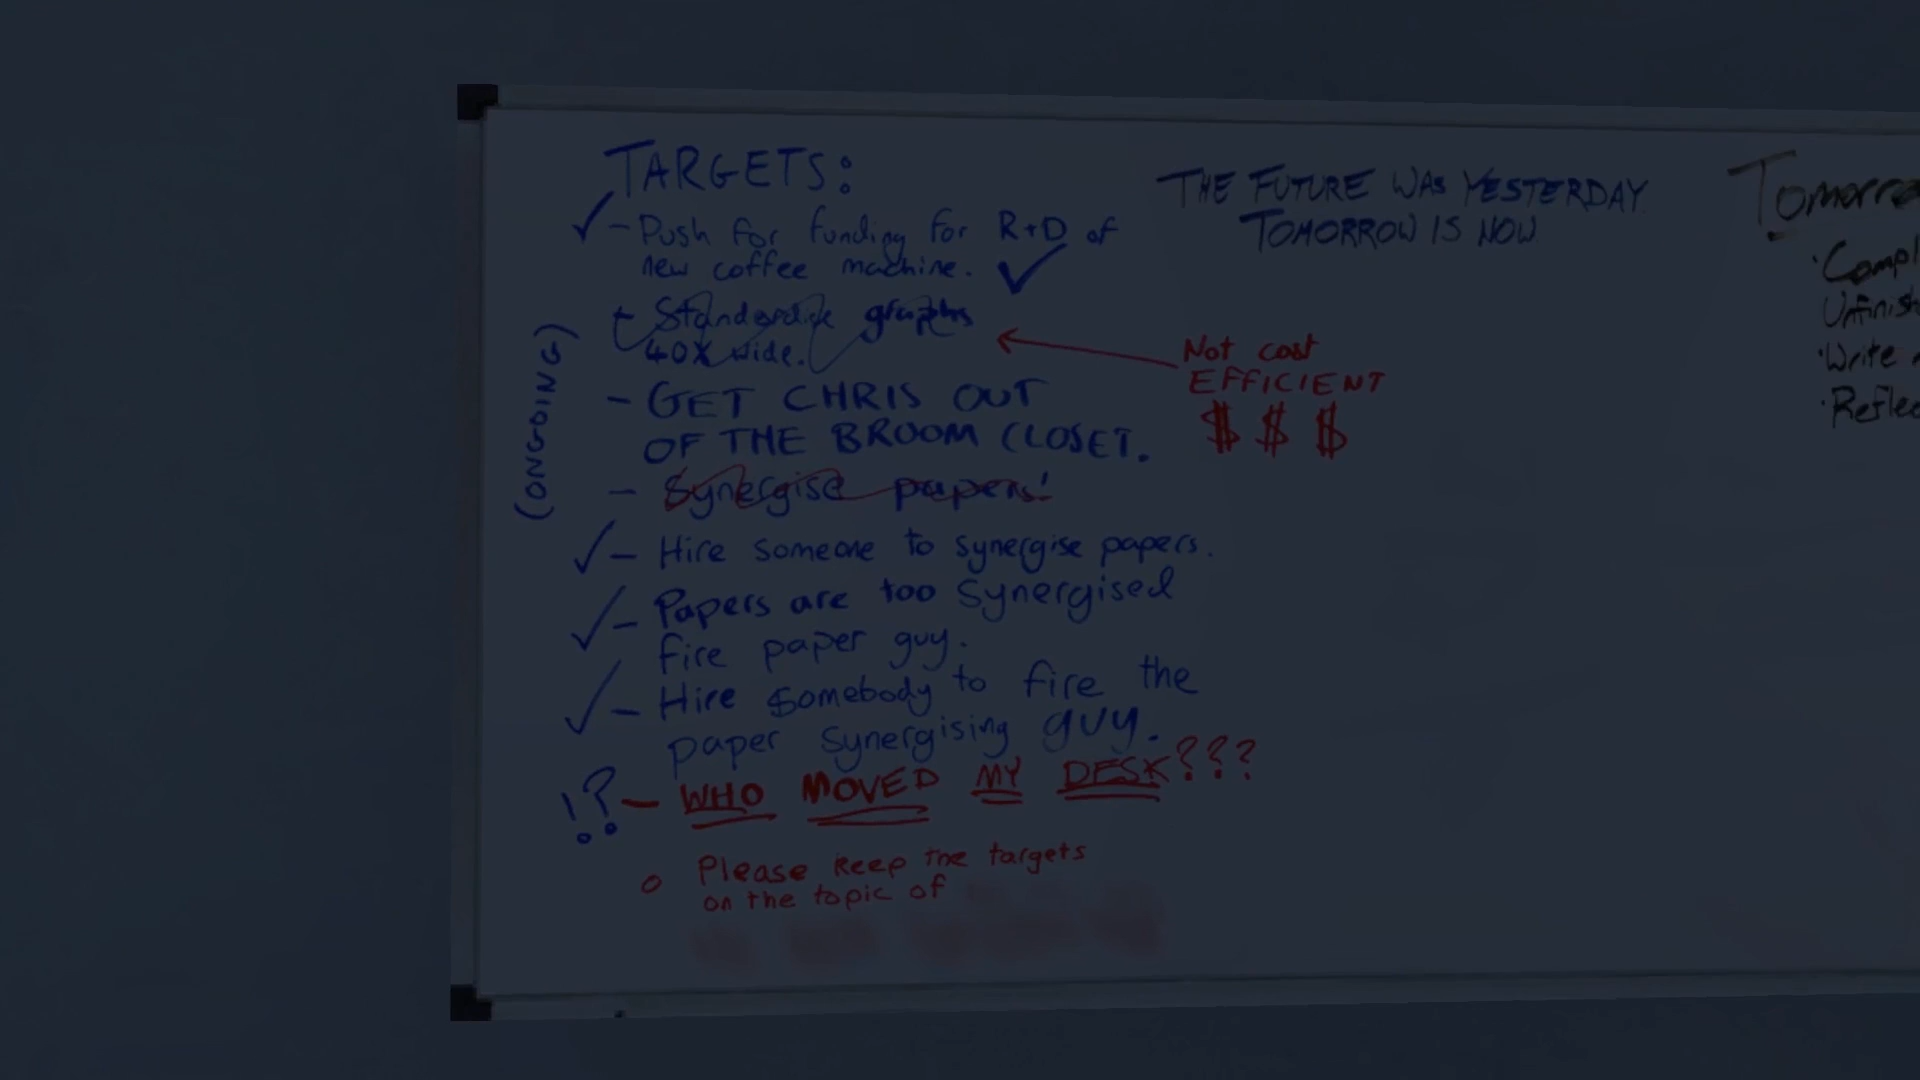 TARGETS:
- Push for funding for R+D of
new coffee machine.
- Standardise graphs
40X wide.
(ONGOING)
- GET CHRIS OUT
OF THE BROOM CLOSET.
- Synergise papers!
- Hire someone to synergise papers.
- Papers are too synergised
fire paper guy.
- Hire somebody to fire the
paper synergising guy.
!? - WHO MOVED MY DESK???
Please keep the targets
on the topic of
THE FUTURE WAS YESTERDAY
TOMORROW IS NOW
Not cost
EFFICIENT
$ $ $
Write